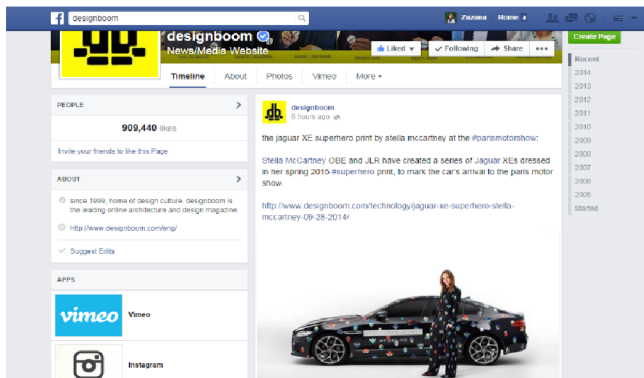 designboom
Zuzana Home 4
designboom
News/Media Website
Liked Following Share
Create Page
Timeline About Photos Vimeo More
Recent
2014
2013
2012
2011
2010
2009
2008
2007
2006
2005
Started
PEOPLE
909,440 likes
Invite your friends to like this Page
ABOUT
since 1999, home of design culture. designboom is
the leading online architecture and design magazine
http://www.designboom.com/eng/
Suggest Edits
APPS
vimeo
Vimeo
Instagram
db
designboom
6 hours ago
the jaguar XE superhero print by stella mccartney at the #parismotorshow:
Stella McCartney OBE and JLR have created a series of Jaguar XEs dressed
in her spring 2015 #superhero print, to mark the car's arrival to the paris motor
show.
http://www.designboom.com/technology/jaguar-xe-superhero-stella-
mccartney-09-28-2014/